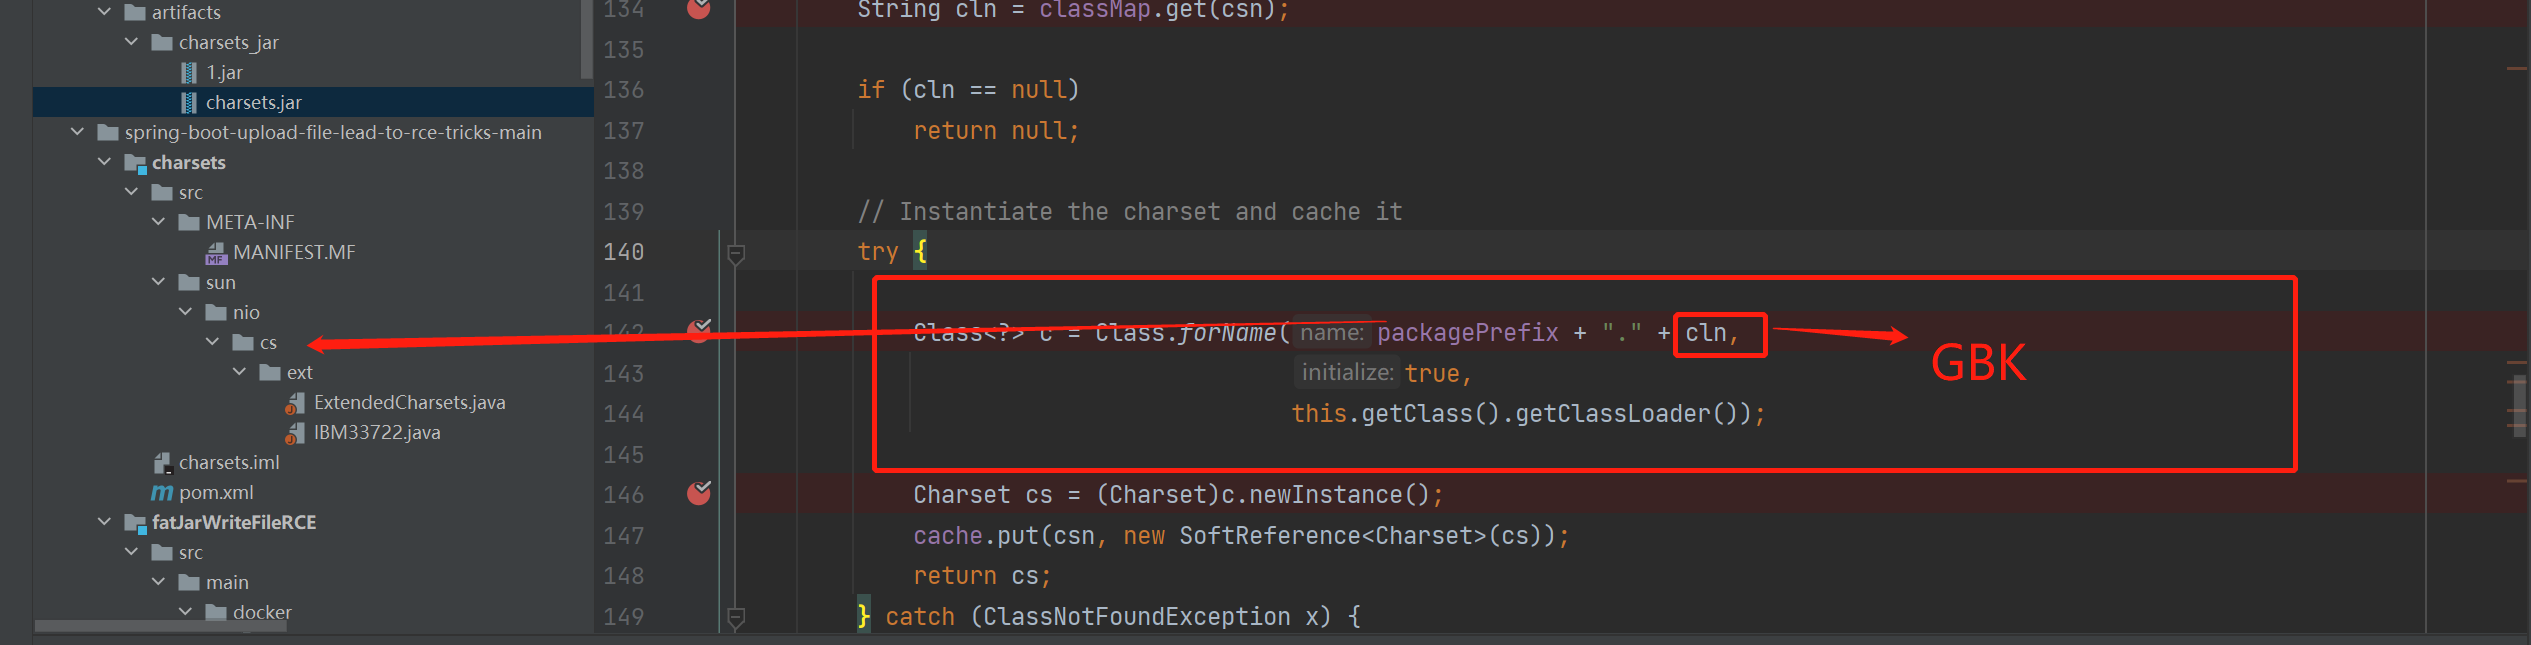 artifacts
charsets_jar
1.jar
charsets.jar
spring-boot-upload-file-lead-to-rce-tricks-main
charsets
src
META-INF
MANIFEST.MF
sun
nio
cs
ext
ExtendedCharsets.java
IBM33722.java
charsets.iml
pom.xml
fatJarWriteFileRCE
src
main
docker
134 String cln = classMap.get(csn);
135
136 if (cln == null)
137 return null;
138
139 // Instantiate the charset and cache it
140 try {
141
142 Class<?> c = Class.forName( name: packagePrefix + "." + cln,
143 initialize: true,
144 this.getClass().getClassLoader());
145
146 Charset cs = (Charset)c.newInstance();
147 cache.put(csn, new SoftReference<Charset>(cs));
148 return cs;
149 } catch (ClassNotFoundException x) {
GBK